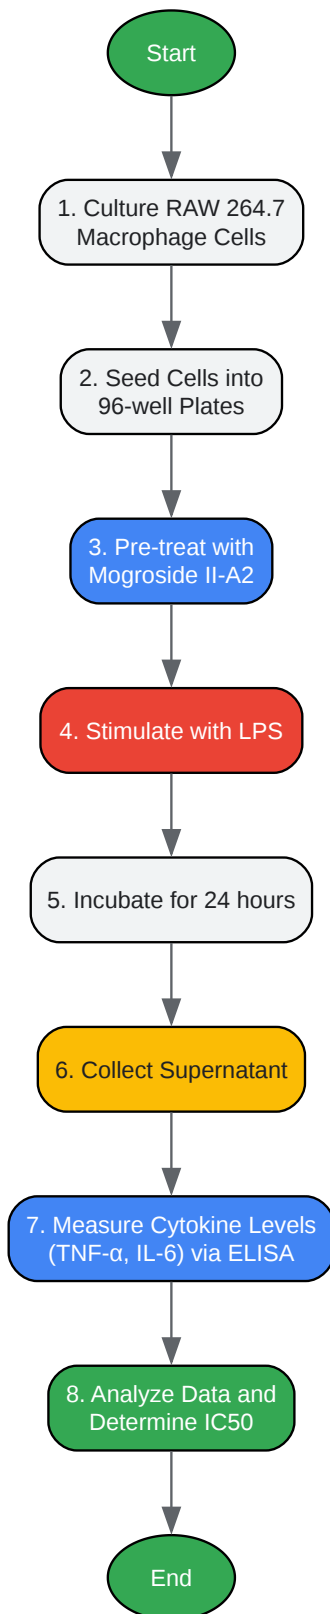 Start
1. Culture RAW 264.7
Macrophage Cells
2. Seed Cells into
96-well Plates
3. Pre-treat with
Mogroside II-A2
4. Stimulate with LPS
5. Incubate for 24 hours
6. Collect Supernatant
7. Measure Cytokine Levels
(TNF-α, IL-6) via ELISA
8. Analyze Data and
Determine IC50
End